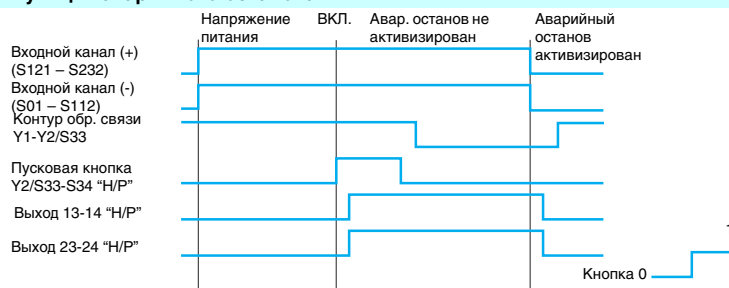 Напряжение
питания
ВКЛ.
Авар. останов не
активизирован
Аварийный
останов
активизирован
Входной канал (+)
(S121 – S232)
Входной канал (-)
(S01 – S112)
Контур обр. связи
Y1-Y2/S33
Пусковая кнопка
Y2/S33-S34 “Н/Р”
Выход 13-14 “Н/Р”
Выход 23-24 “Н/Р”
Кнопка 0